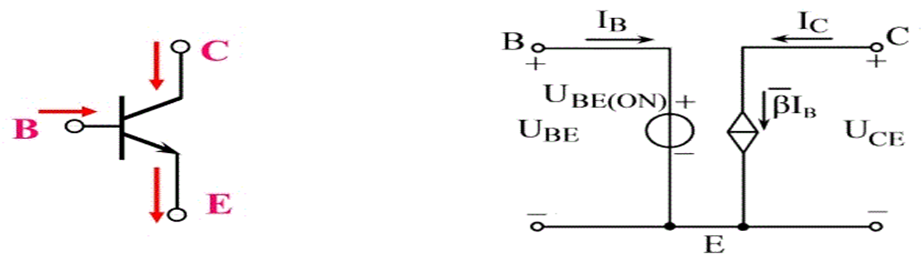 C
B
E
I_B
I_C
B
C
+
+
U_BE(ON)
+
β̅I_B
U_BE
U_CE
−
−
−
E